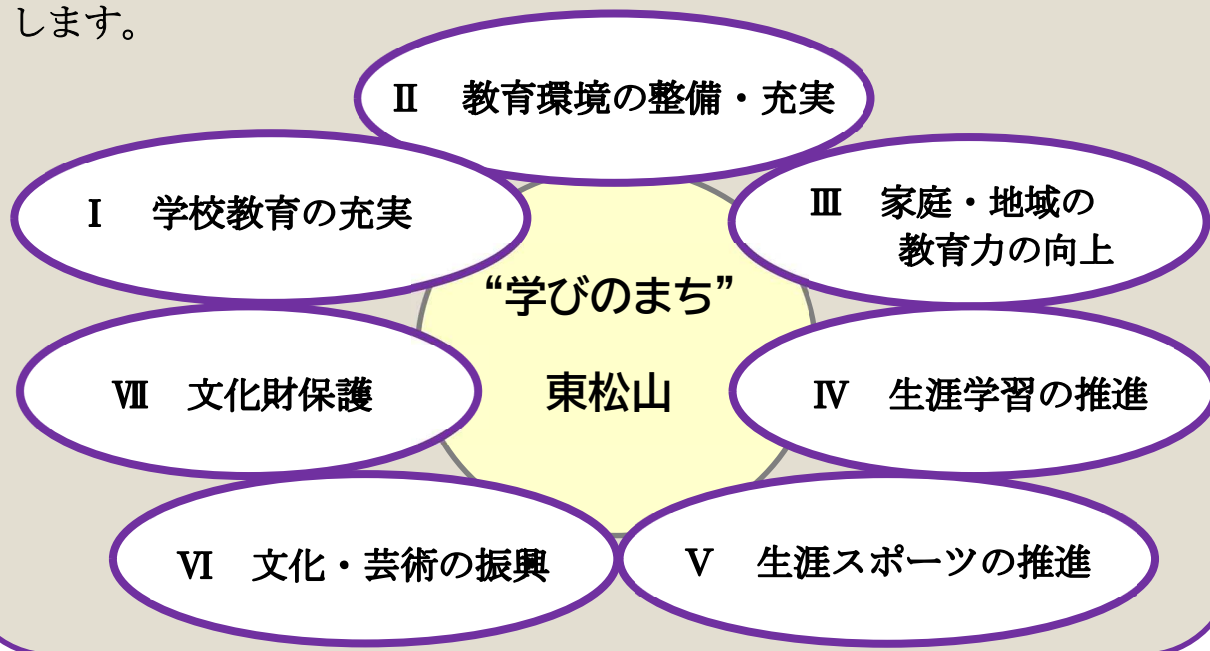 します。
Ⅱ　教育環境の整備・充実
Ⅰ　学校教育の充実
Ⅲ　家庭・地域の
教育力の向上
“学びのまち”
東松山
Ⅶ　文化財保護
Ⅳ　生涯学習の推進
Ⅵ　文化・芸術の振興
Ⅴ　生涯スポーツの推進